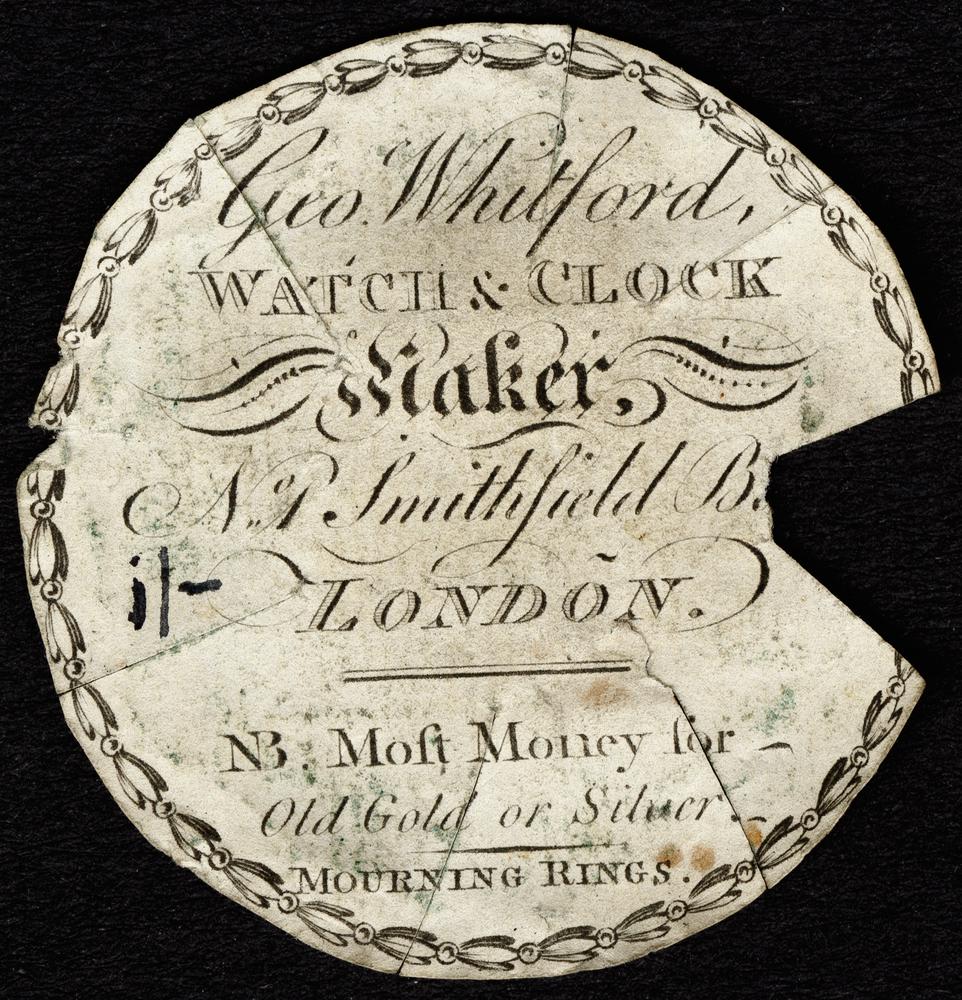 Geo. Whitford,
WATCH & CLOCK
Maker,
No. 1 Smithfield B.
1/-
LONDON.
NB. Moſt Money for
Old Gold or Silver.
MOURNING RINGS.